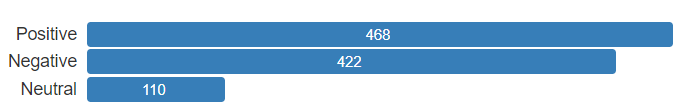 Positive 468
Negative 422
Neutral 110